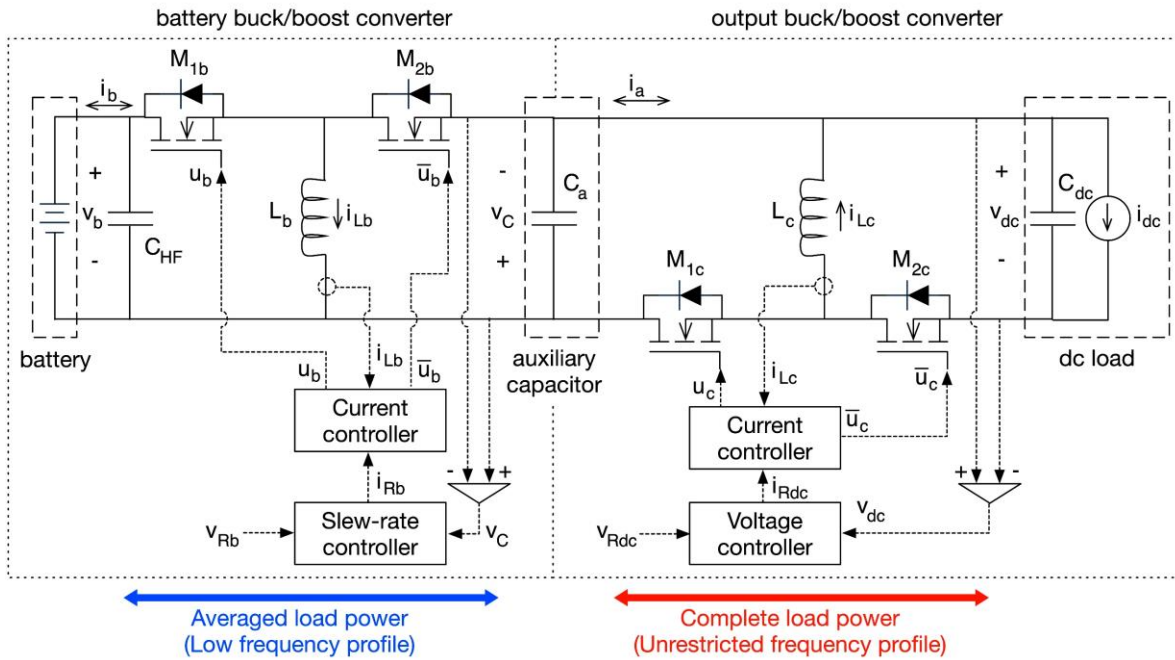 battery buck/boost converter
output buck/boost converter
M1b
M2b
ib
ia
+
vb
-
CHF
ub
Lb
iLb
u̅b
-
vC
+
Ca
Lc
iLc
+
vdc
-
Cdc
idc
M1c
M2c
battery
auxiliary
capacitor
dc load
ub
iLb
u̅b
uc
iLc
u̅c
Current
controller
Current
controller
u̅c
iRb
- +
iRdc
+ -
vRb
Slew-rate
controller
vC
vRdc
Voltage
controller
vdc
Averaged load power
(Low frequency profile)
Complete load power
(Unrestricted frequency profile)